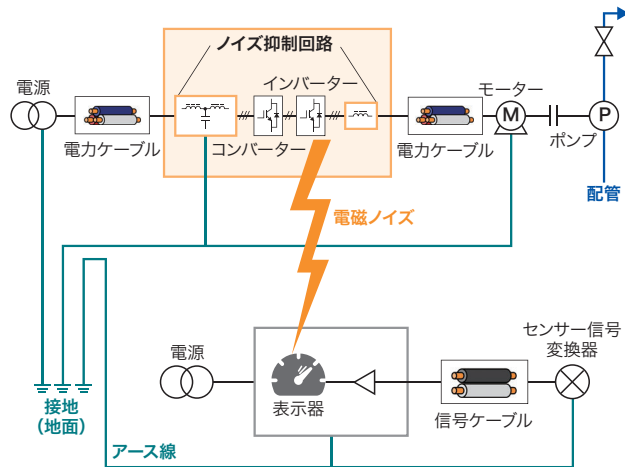 ノイズ抑制回路
電源
インバーター
モーター
M
P
電力ケーブル
コンバーター
電力ケーブル
ポンプ
配管
電磁ノイズ
電源
表示器
センサー信号
変換器
信号ケーブル
接地
(地面)
アース線